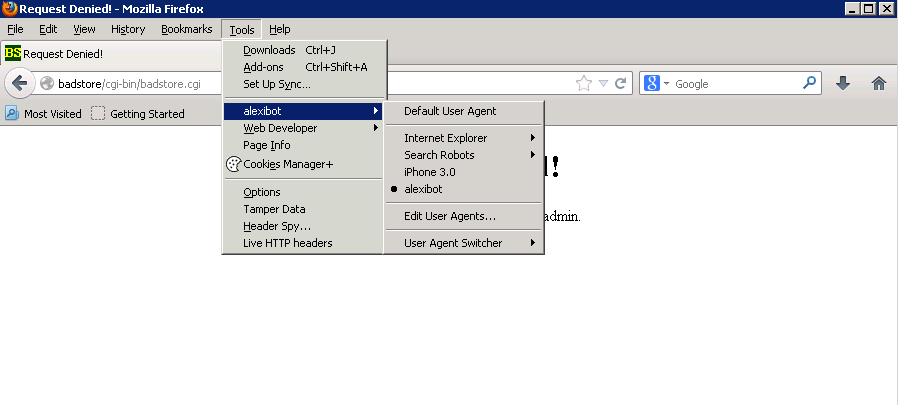 Request Denied! - Mozilla Firefox
File Edit View History Bookmarks Tools Help
BS Request Denied!
badstore/cgi-bin/badstore.cgi
8 Google
Most Visited Getting Started
Downloads Ctrl+J
Add-ons Ctrl+Shift+A
Set Up Sync...
alexibot
Web Developer
Page Info
Cookies Manager+
Options
Tamper Data
Header Spy...
Live HTTP headers
Default User Agent
Internet Explorer
Search Robots
iPhone 3.0
alexibot
Edit User Agents...
User Agent Switcher
!
admin.